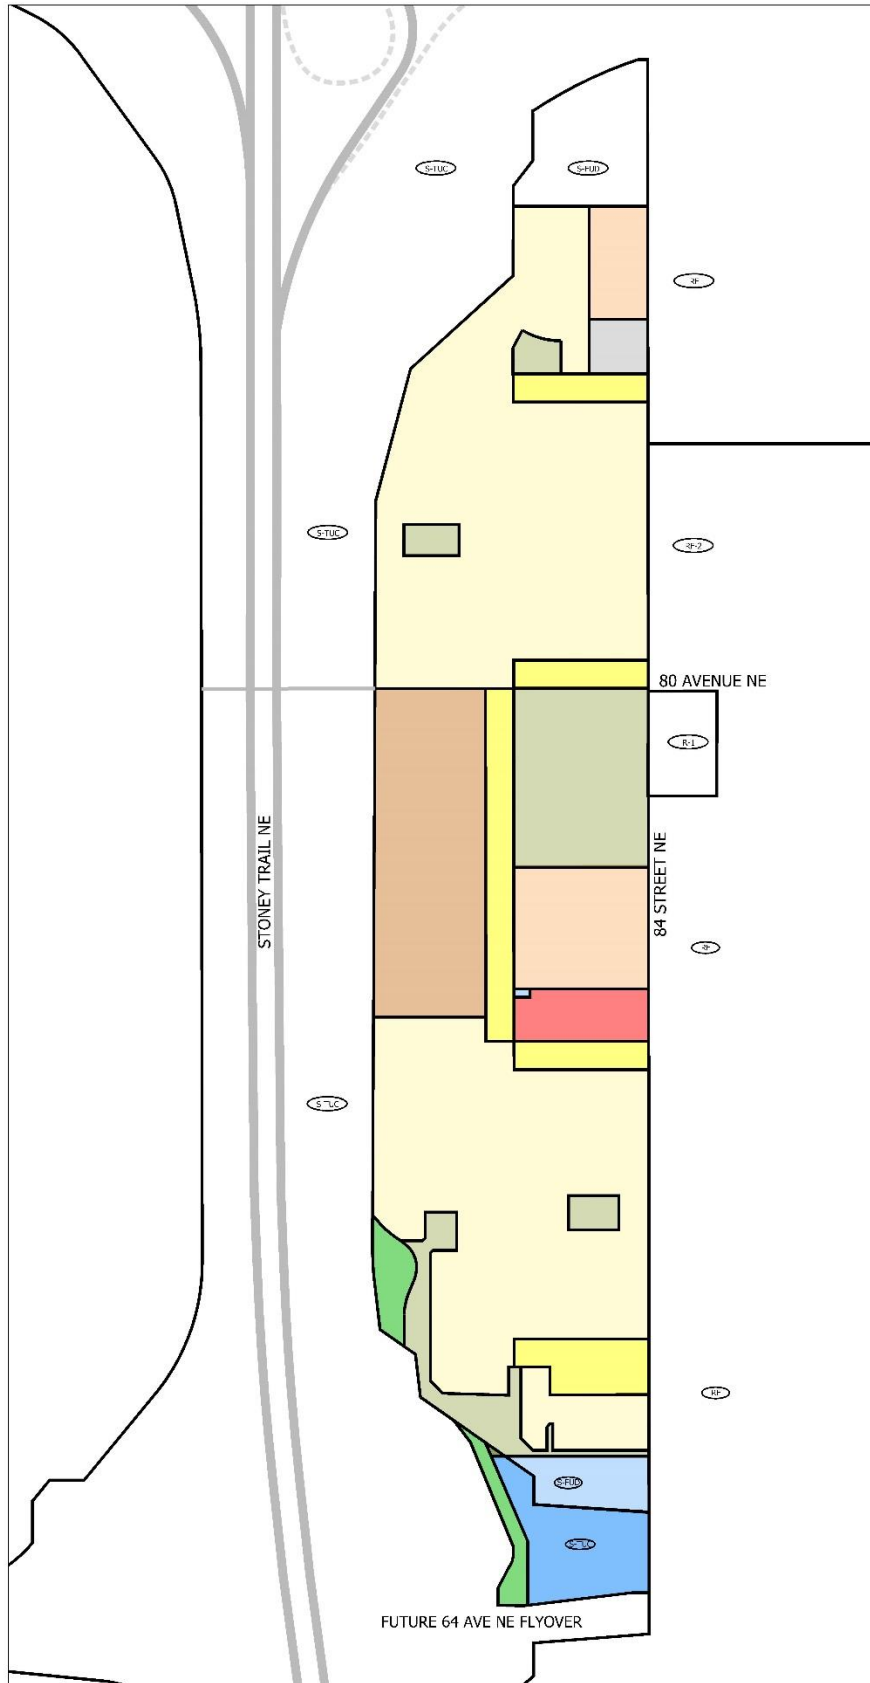 S-TUC
S-FUD
RF
S-TUC
RF-2
80 AVENUE NE
R-1
STONEY TRAIL NE
84 STREET NE
RF
S-TUC
RF
S-FUD
S-TUC
FUTURE 64 AVE NE FLYOVER